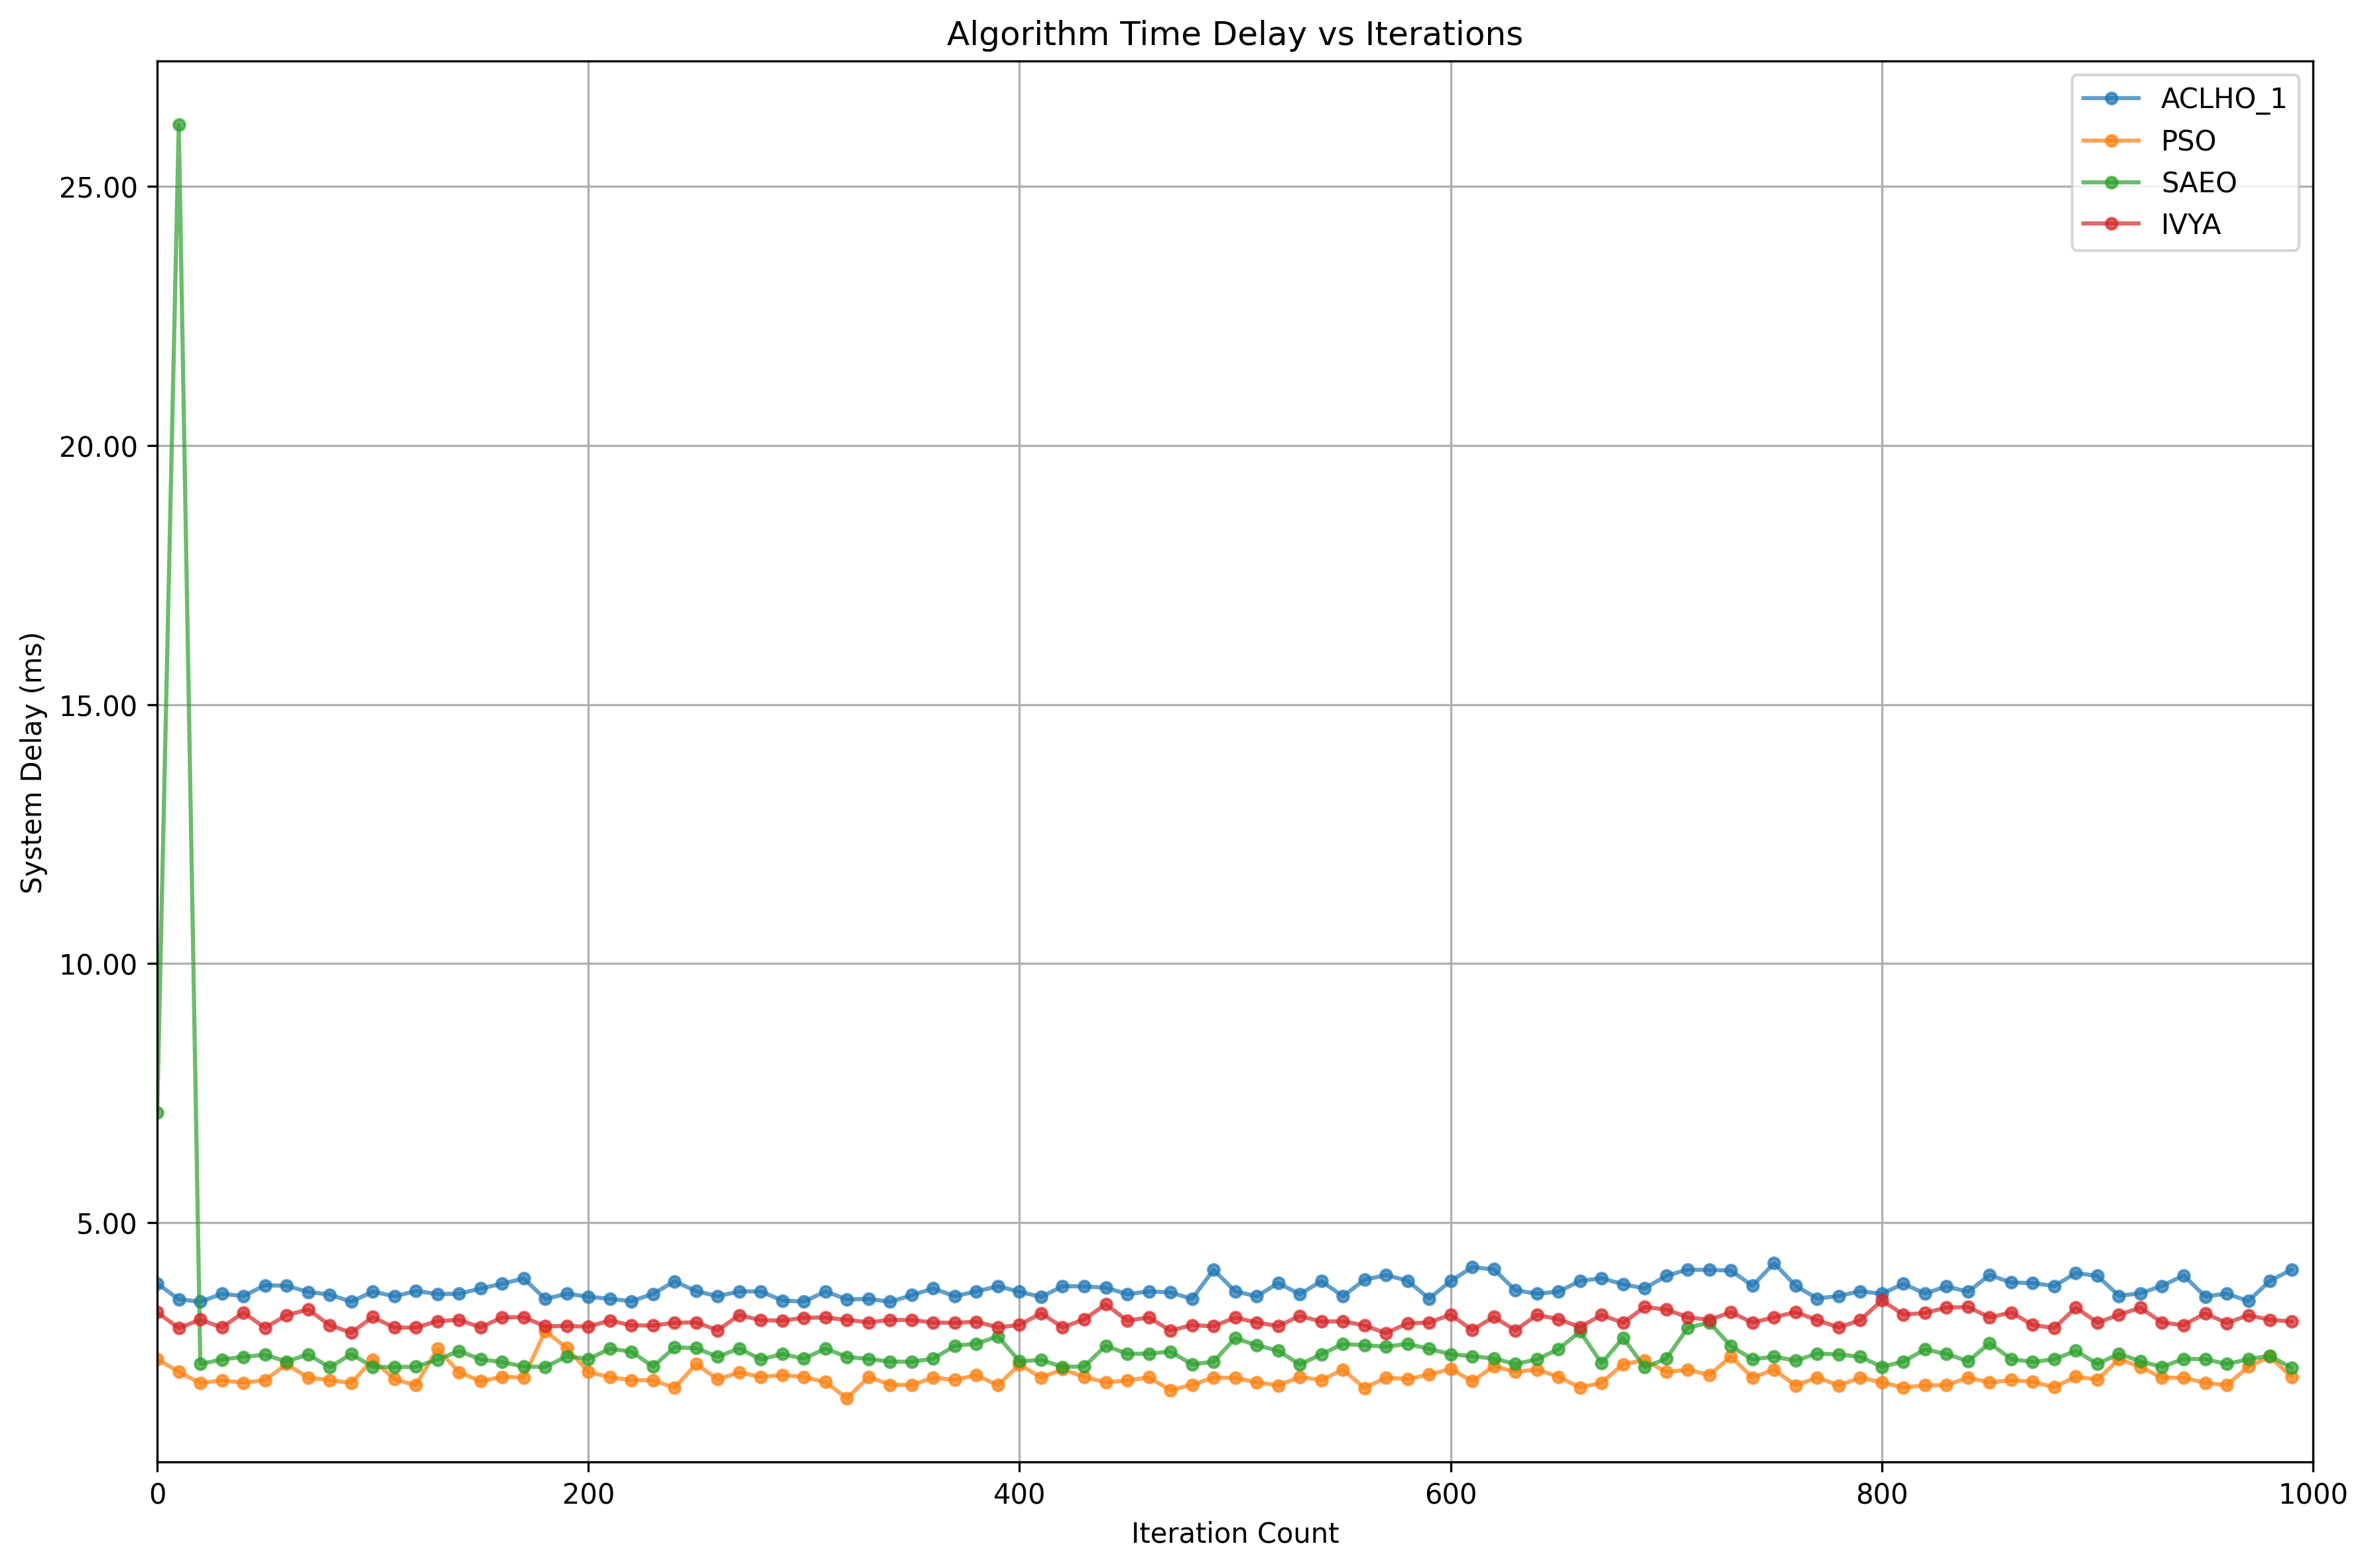 Algorithm Time Delay vs Iterations
ACLHO_1
PSO
SAEO
IVYA
System Delay (ms)
25.00
20.00
15.00
10.00
5.00
0
200
400
600
800
1000
Iteration Count